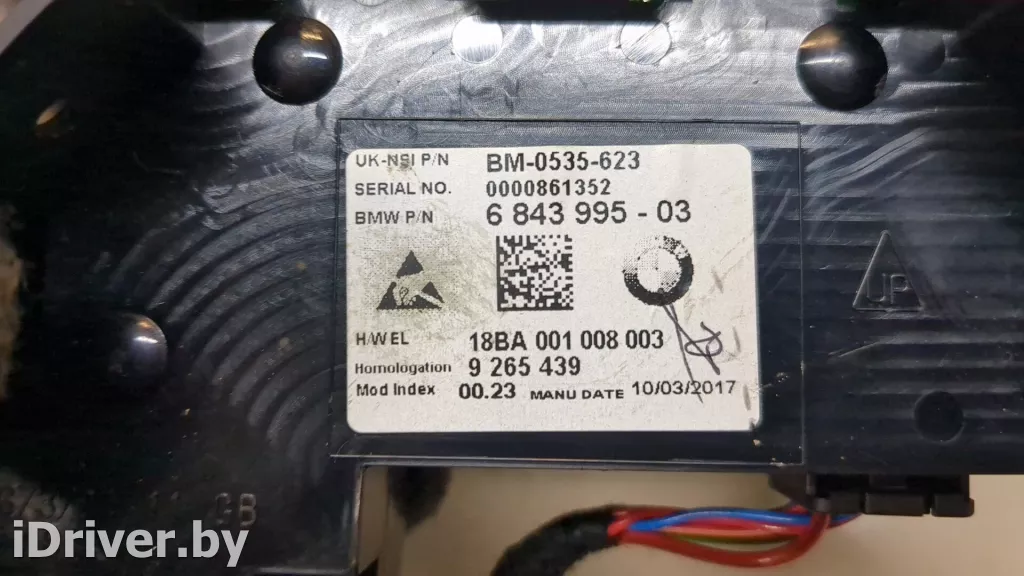 UK-NSI P/N BM-0535-623
SERIAL NO. 0000861352
BMW P/N 6 843 995 - 03
UP
H/W EL 18BA 001 008 003
Homologation 9 265 439
Mod Index 00.23 MANU DATE 10/03/2017
GB
iDriver.by